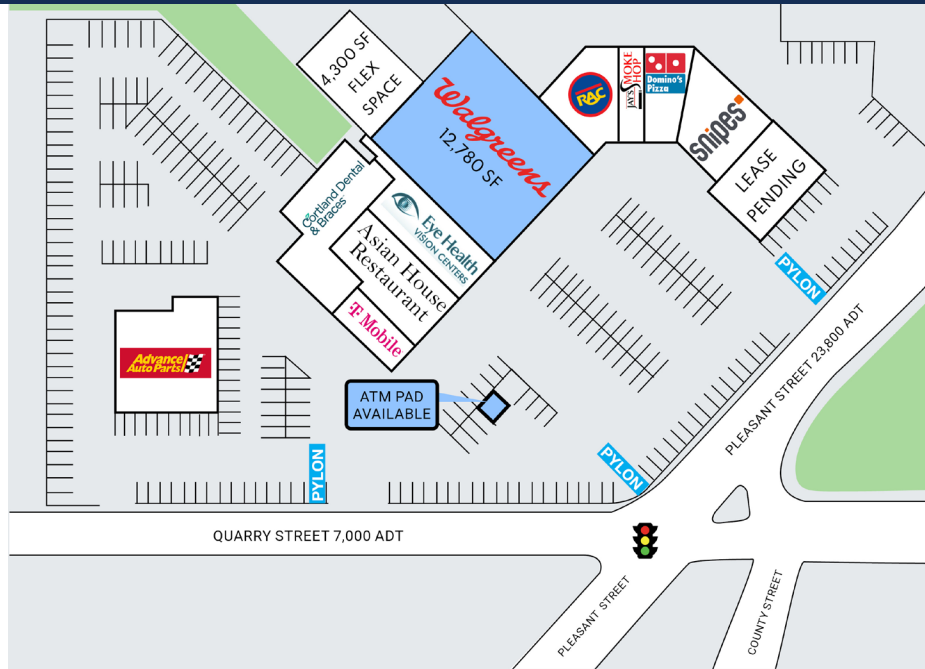 4,300 SF
FLEX
SPACE
Walgreens
12,780 SF
RAC
JAY'S SMOKE
SHOP
Domino's
Pizza
snipes
LEASE
PENDING
Cortland Dental
& Braces
Eye Health
VISION CENTERS
Asian House
Restaurant
T Mobile
Advance
Auto Parts
ATM PAD
AVAILABLE
PYLON
PYLON
PYLON
PLEASANT STREET 23,800 ADT
QUARRY STREET 7,000 ADT
PLEASANT STREET
COUNTY STREET